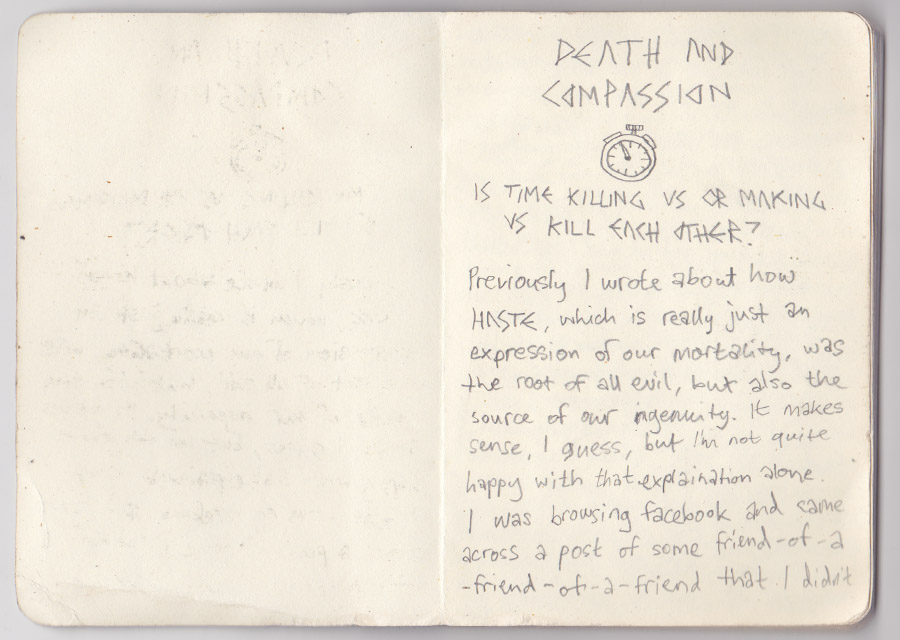 DEATH AND
COMPASSION
IS TIME KILLING VS OR MAKING
VS KILL EACH OTHER?
Previously I wrote about how
HASTE, which is really just an
expression of our mortality, was
the root of all evil, but also the
source of our ingenuity. It makes
sense, I guess, but I'm not quite
happy with that explaination alone.
I was browsing facebook and came
across a post of some friend-of-a
-friend-of-a-friend that I didn't